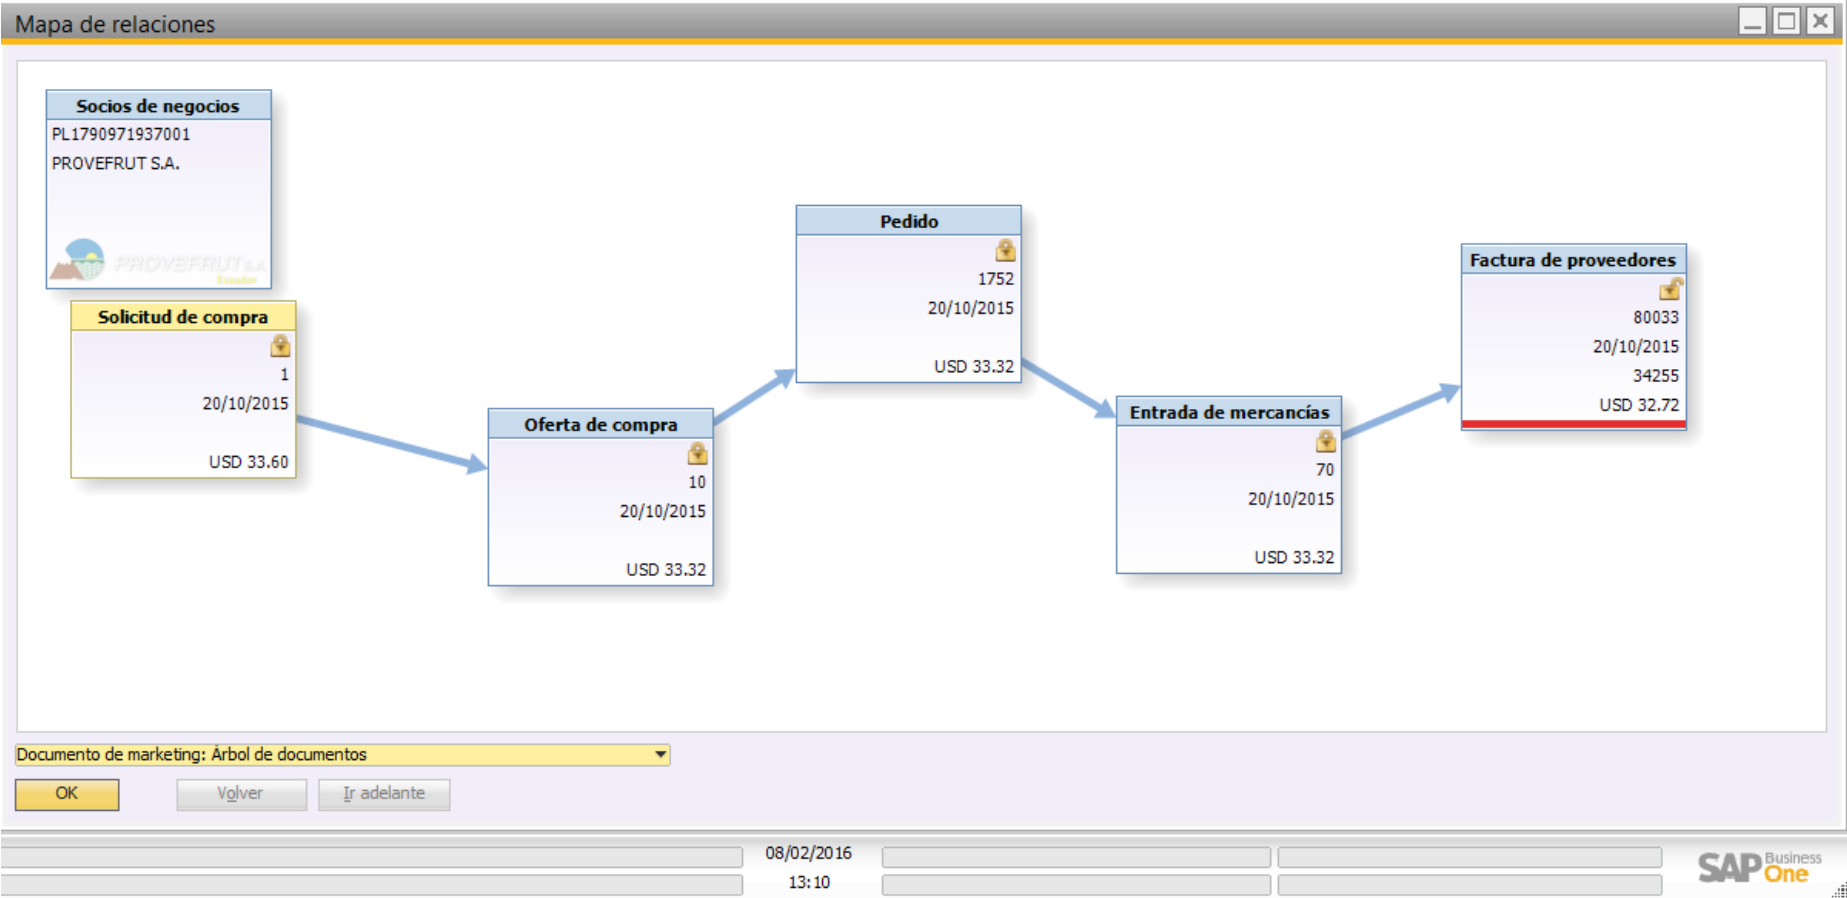 Mapa de relaciones
Socios de negocios
PL1790971937001
PROVEFRUT S.A.
PROVEFRUT S.A.
Ecuador
Solicitud de compra
1
20/10/2015
USD 33.60
Oferta de compra
10
20/10/2015
USD 33.32
Pedido
1752
20/10/2015
USD 33.32
Entrada de mercancías
70
20/10/2015
USD 33.32
Factura de proveedores
80033
20/10/2015
34255
USD 32.72
Documento de marketing: Árbol de documentos
OK
Volver
Ir adelante
08/02/2016
13:10
SAP Business One